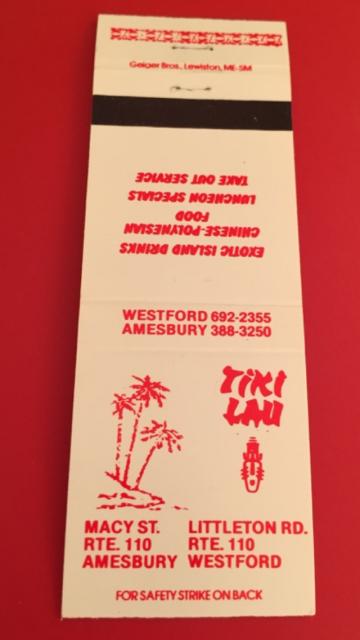 Geiger Bros., Lewiston, ME-SM
EXOTIC ISLAND DRINKS
CHINESE-POLYNESIAN
FOOD
LUNCHEON SPECIALS
TAKE OUT SERVICE
WESTFORD 692-2355
AMESBURY 388-3250
TIKI
LAU
MACY ST.
RTE. 110
AMESBURY
LITTLETON RD.
RTE. 110
WESTFORD
FOR SAFETY STRIKE ON BACK